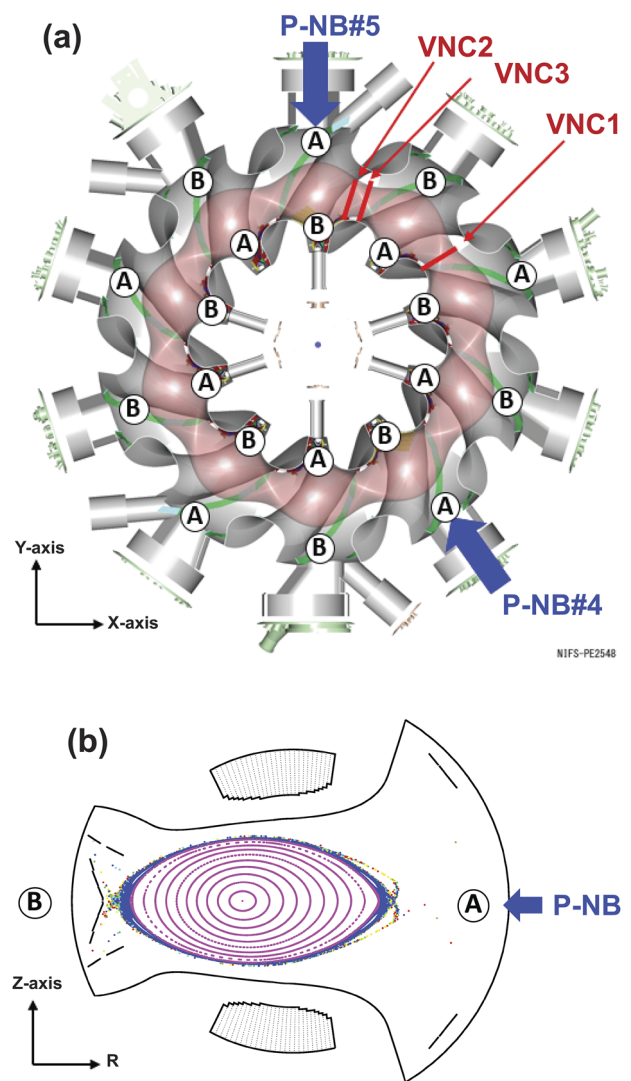 (a)
P-NB#5
VNC2
VNC3
VNC1
A
B
B
B
A
A
A
A
B
B
A
A
B
B
B
B
A
A
A
B
P-NB#4
Y-axis
X-axis
NIFS-PE2548
(b)
B
A
P-NB
Z-axis
R